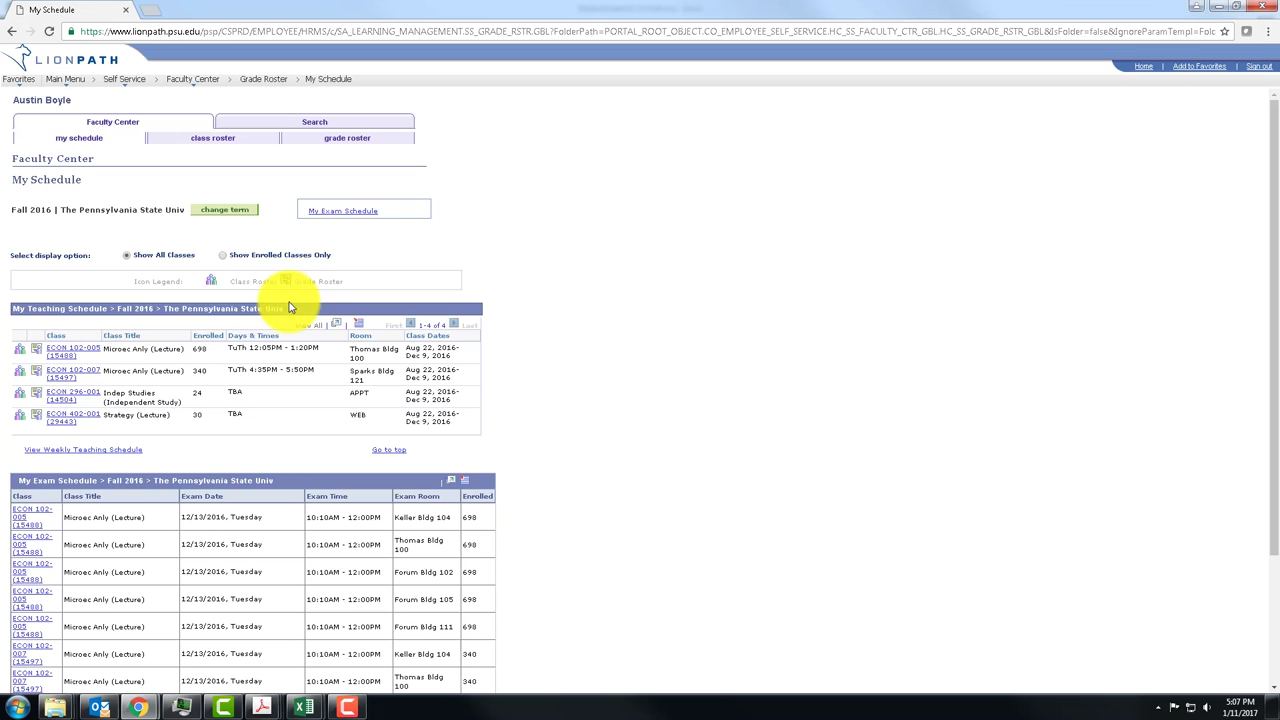 My Schedule
https://www.lionpath.psu.edu/psp/CSPRD/EMPLOYEE/HRMS/c/SA_LEARNING_MANAGEMENT.SS_GRADE_RSTR.GBL?FolderPath=PORTAL_ROOT_OBJECT.CO_EMPLOYEE_SELF_SERVICE.HC_SS_FACULTY_CTR_GBL.HC_SS_GRADE_RSTR_GBL&IsFolder=false&IgnoreParamTempl=Fol
LIONPATH
Home | Add to Favorites | Sign out
Favorites Main Menu > Self Service > Faculty Center > Grade Roster > My Schedule
Austin Boyle
Faculty Center Search
my schedule class roster grade roster
Faculty Center
My Schedule
Fall 2016 | The Pennsylvania State Univ change term My Exam Schedule
Select display option: Show All Classes Show Enrolled Classes Only
Icon Legend: Class Roster Grade Roster
My Teaching Schedule > Fall 2016 > The Pennsylvania State Univ
View All | | First 1-4 of 4 Last
Class Class Title Enrolled Days & Times Room Class Dates
ECON 102-005 (15488) Microec Anly (Lecture) 698 TuTh 12:05PM - 1:20PM Thomas Bldg 100 Aug 22, 2016- Dec 9, 2016
ECON 102-007 (15497) Microec Anly (Lecture) 340 TuTh 4:35PM - 5:50PM Sparks Bldg 121 Aug 22, 2016- Dec 9, 2016
ECON 296-001 (14504) Indep Studies (Independent Study) 24 TBA APPT Aug 22, 2016- Dec 9, 2016
ECON 402-001 (29443) Strategy (Lecture) 30 TBA WEB Aug 22, 2016- Dec 9, 2016
View Weekly Teaching Schedule Go to top
My Exam Schedule > Fall 2016 > The Pennsylvania State Univ
Class Class Title Exam Date Exam Time Exam Room Enrolled
ECON 102-005 (15488) Microec Anly (Lecture) 12/13/2016, Tuesday 10:10AM - 12:00PM Keller Bldg 104 698
ECON 102-005 (15488) Microec Anly (Lecture) 12/13/2016, Tuesday 10:10AM - 12:00PM Thomas Bldg 100 698
ECON 102-005 (15488) Microec Anly (Lecture) 12/13/2016, Tuesday 10:10AM - 12:00PM Forum Bldg 102 698
ECON 102-005 (15488) Microec Anly (Lecture) 12/13/2016, Tuesday 10:10AM - 12:00PM Forum Bldg 105 698
ECON 102-005 (15488) Microec Anly (Lecture) 12/13/2016, Tuesday 10:10AM - 12:00PM Forum Bldg 111 698
ECON 102-007 (15497) Microec Anly (Lecture) 12/13/2016, Tuesday 10:10AM - 12:00PM Keller Bldg 104 340
ECON 102-007 (15497) Microec Anly (Lecture) 12/13/2016, Tuesday 10:10AM - 12:00PM Thomas Bldg 100 340
5:07 PM
1/11/2017